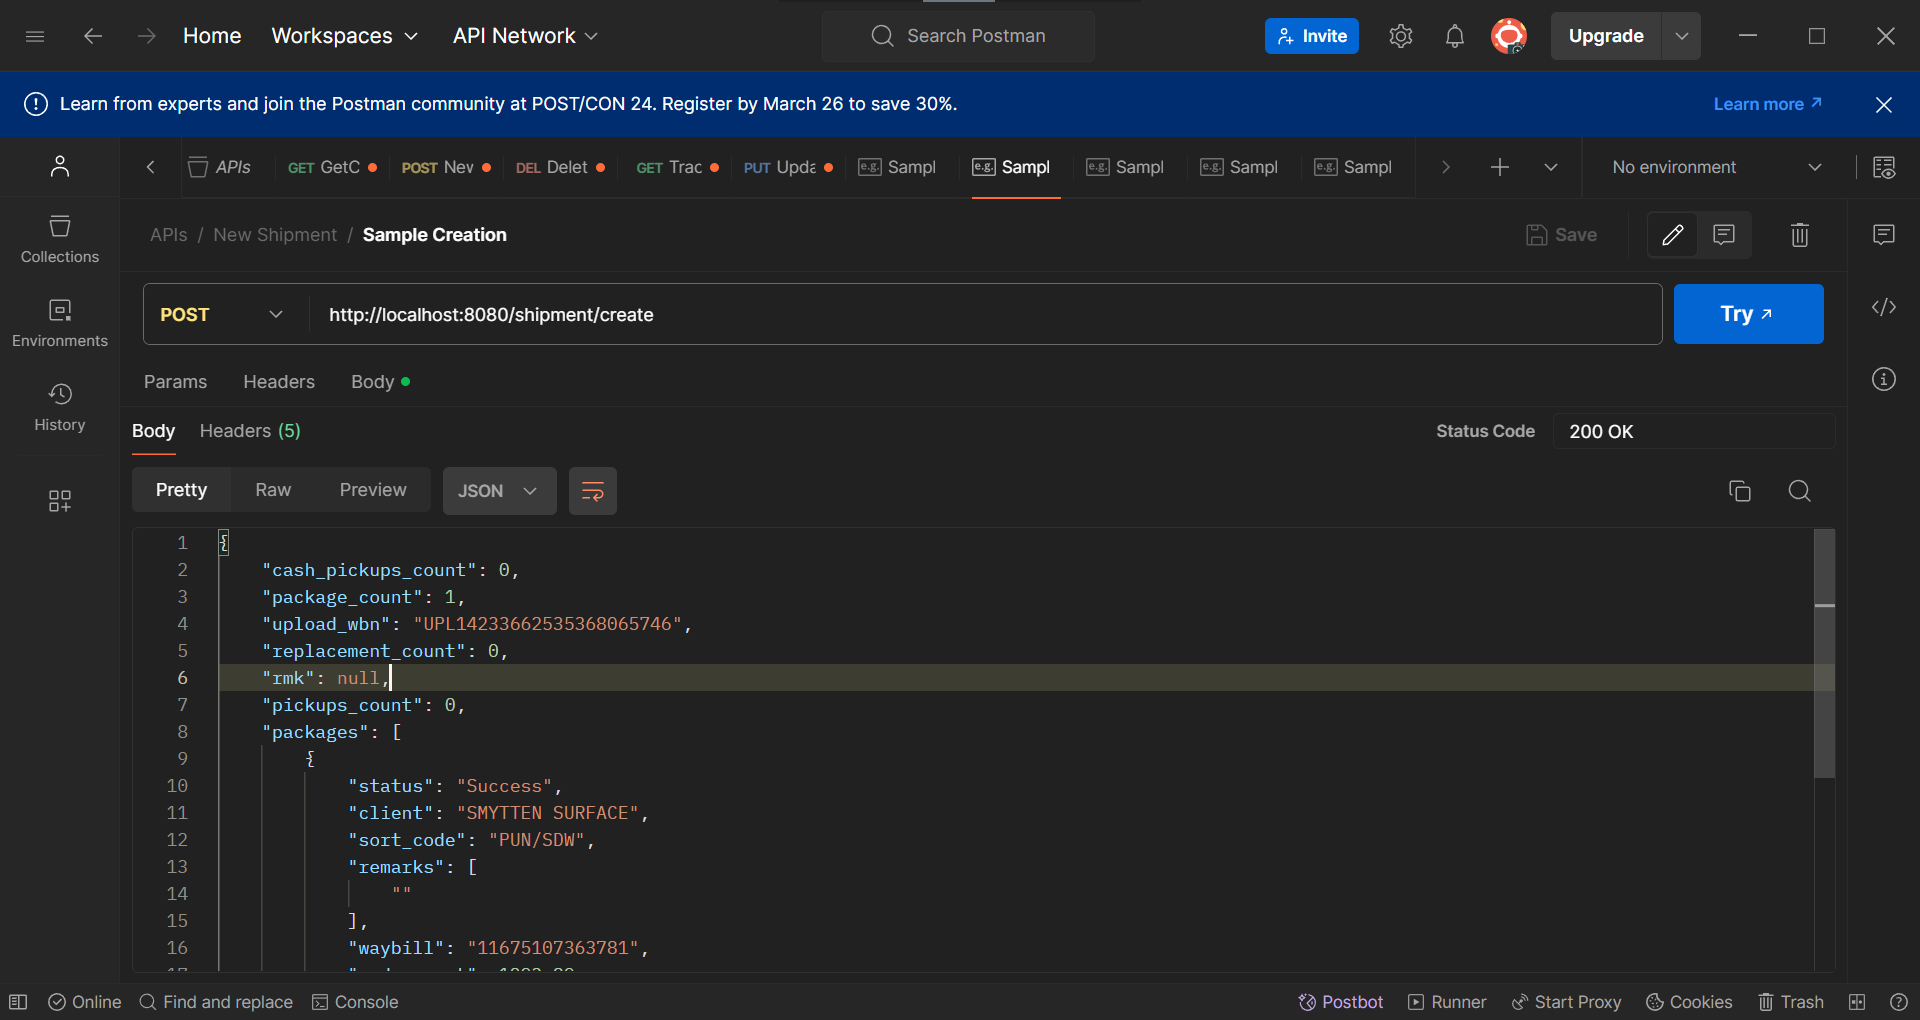 Home Workspaces API Network Search Postman Invite Upgrade
Learn from experts and join the Postman community at POST/CON 24. Register by March 26 to save 30%. Learn more
APIs GET GetC POST Nev DEL Delet GET Trac PUT Upda e.g. Sampl e.g. Sampl e.g. Sampl e.g. Sampl e.g. Sampl No environment
APIs / New Shipment / Sample Creation Save
Collections
Environments
History
POST http://localhost:8080/shipment/create Try
Params Headers Body
Body Headers (5) Status Code 200 OK
Pretty Raw Preview JSON
1 {
2 "cash_pickups_count": 0,
3 "package_count": 1,
4 "upload_wbn": "UPL14233662535368065746",
5 "replacement_count": 0,
6 "rmk": null,
7 "pickups_count": 0,
8 "packages": [
9 {
10 "status": "Success",
11 "client": "SMYTTEN SURFACE",
12 "sort_code": "PUN/SDW",
13 "remarks": [
14 ""
15 ],
16 "waybill": "11675107363781",
Online Find and replace Console Postbot Runner Start Proxy Cookies Trash